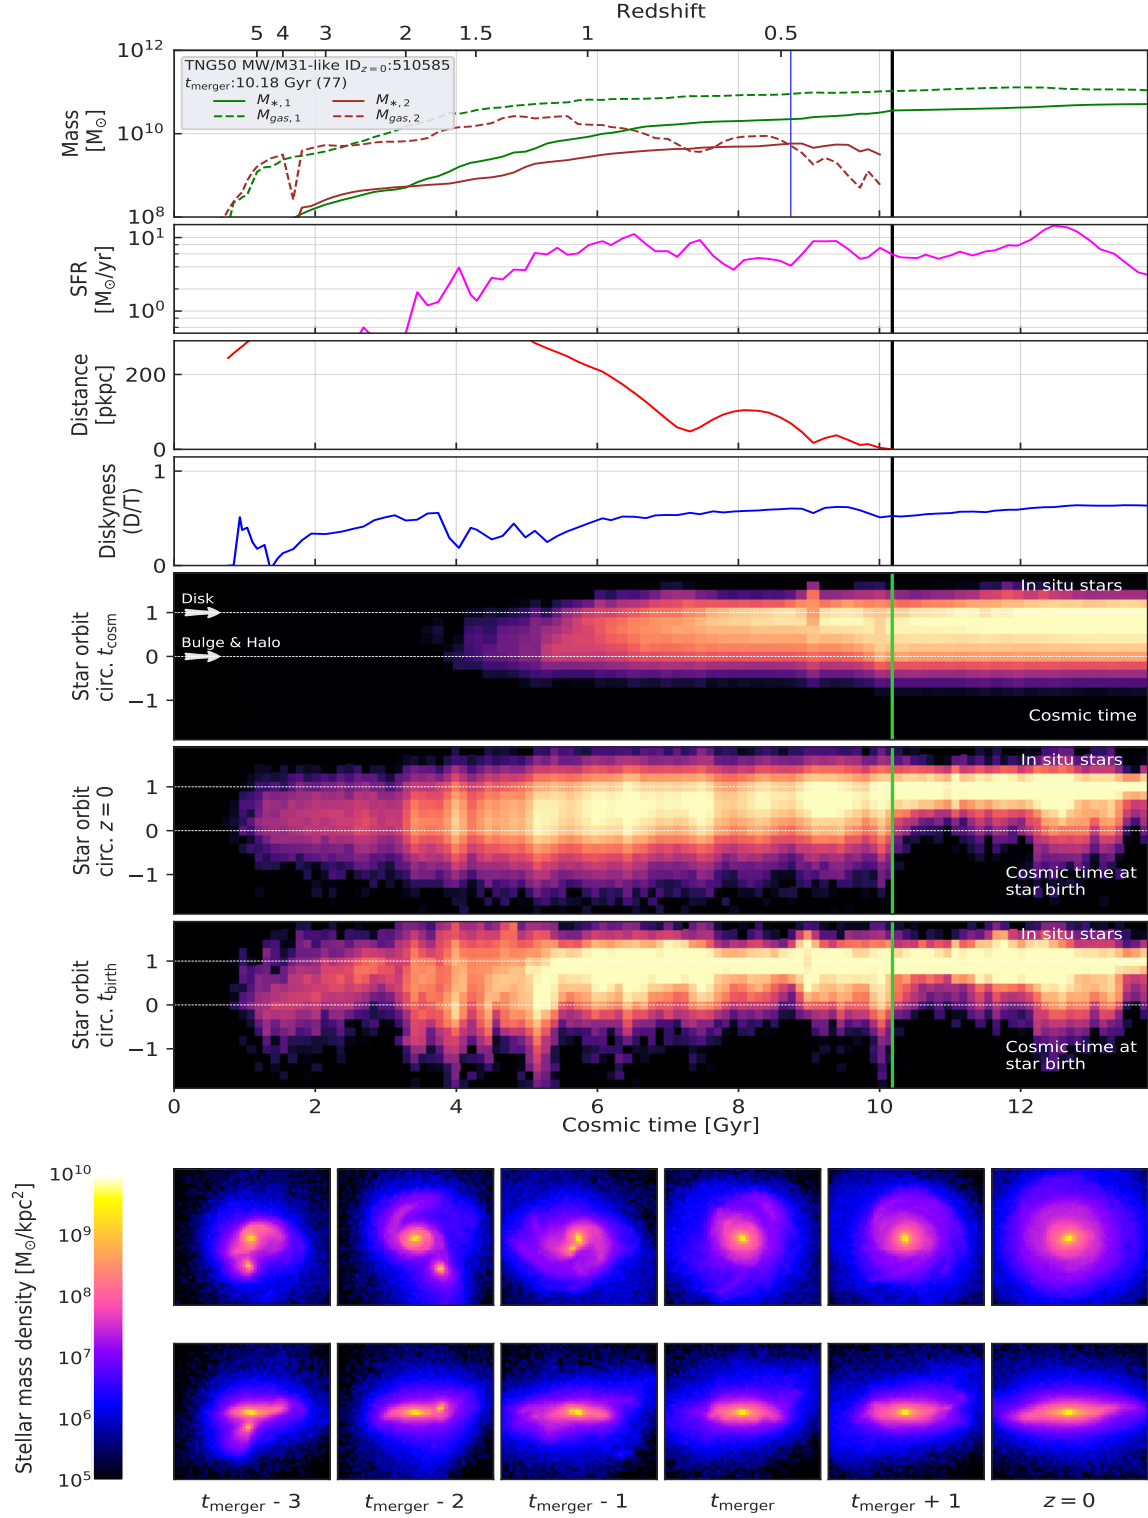 Redshift
5 4 3 2 1.5 1 0.5
10^12
10^10
10^8
Mass
[M⊙]
TNG50 MW/M31-like ID_{z=0}:510585
t_merger:10.18 Gyr (77)
M_{∗,1} M_{∗,2}
M_{gas,1} M_{gas,2}
10^1
10^0
SFR
[M⊙/yr]
200
0
Distance
[pkpc]
1
0
Diskyness
(D/T)
Star orbit
circ. t_cosm
1
0
−1
Disk
Bulge & Halo
In situ stars
Cosmic time
Star orbit
circ. z = 0
1
0
−1
In situ stars
Cosmic time at
star birth
Star orbit
circ. t_birth
1
0
−1
In situ stars
Cosmic time at
star birth
0 2 4 6 8 10 12
Cosmic time [Gyr]
Stellar mass density [M⊙/kpc^2]
10^10
10^9
10^8
10^7
10^6
10^5
t_merger - 3 t_merger - 2 t_merger - 1 t_merger t_merger + 1 z = 0